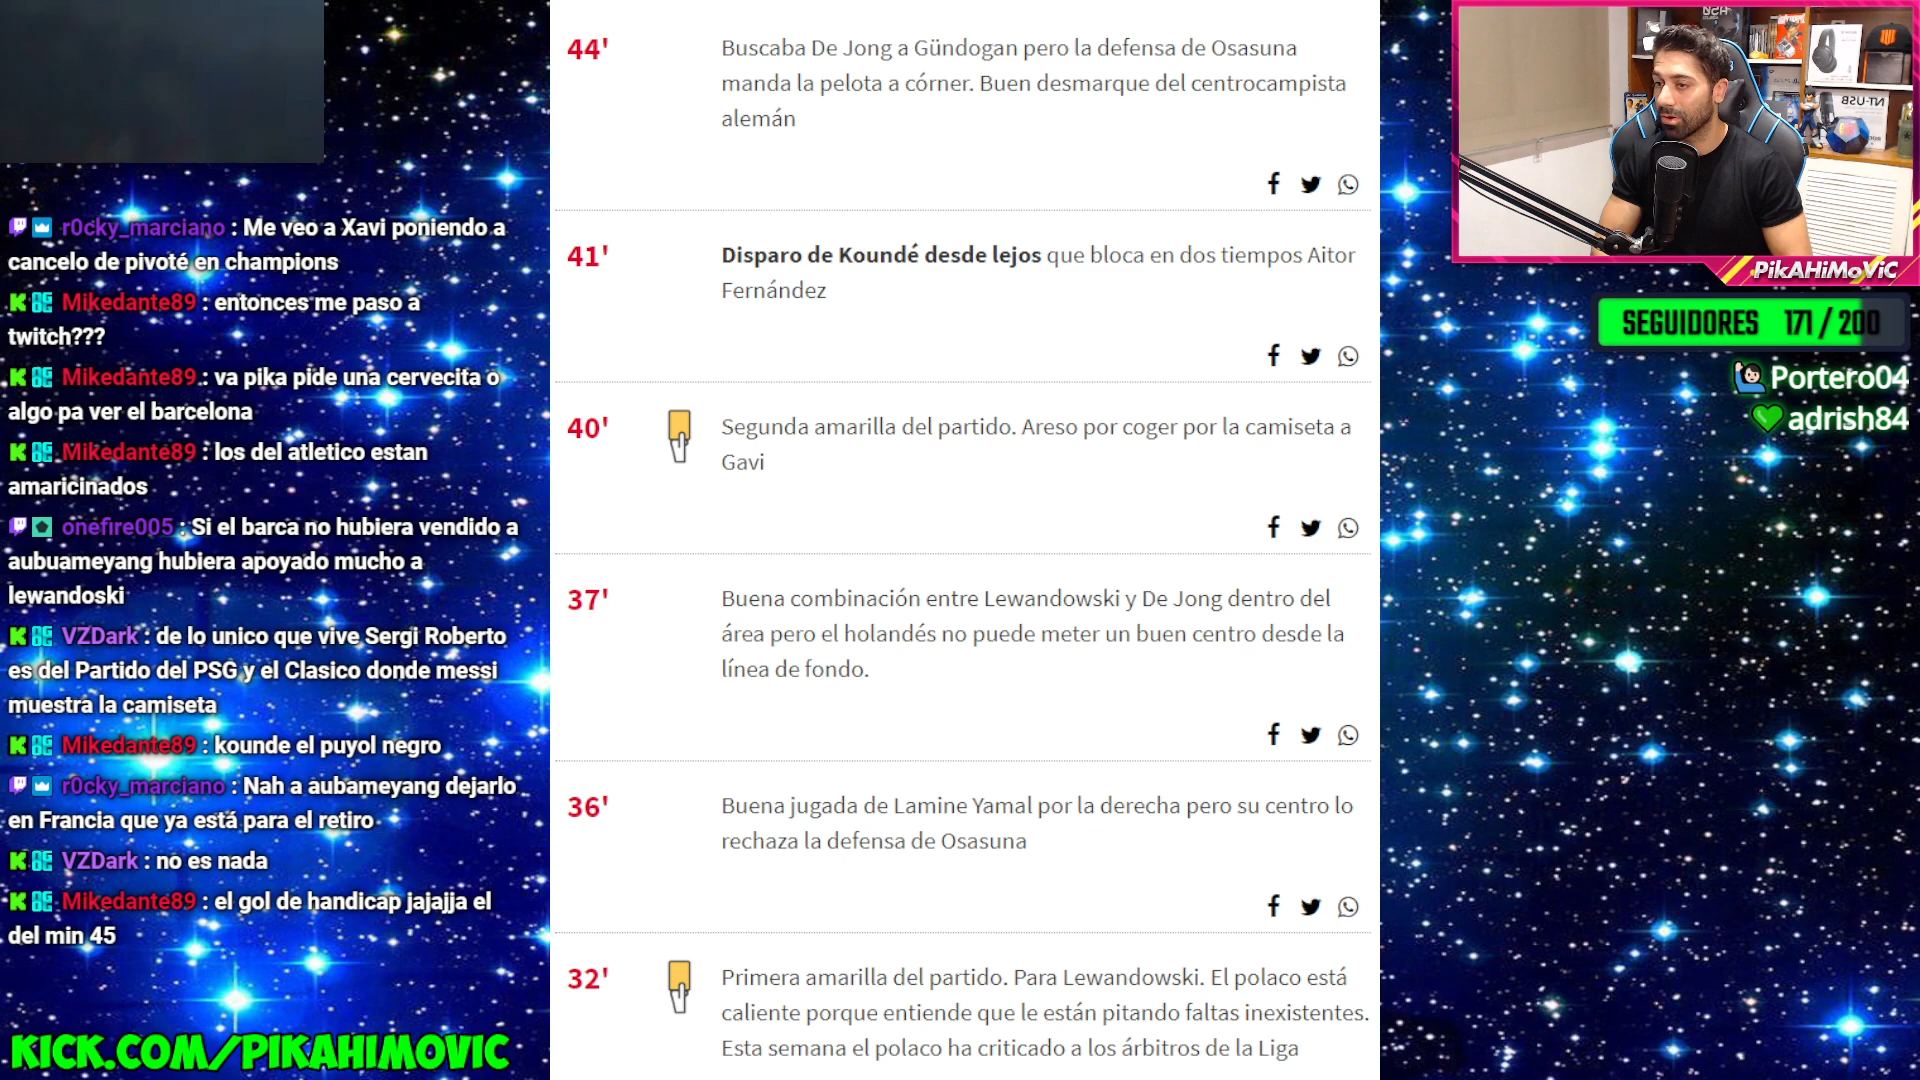 r0cky_marciano : Me veo a Xavi poniendo a
cancelo de pivoté en champions
Mikedante89 : entonces me paso a
twitch???
Mikedante89 : va pika pide una cervecita o
algo pa ver el barcelona
Mikedante89 : los del atletico estan
amaricinados
onefire005 : Si el barca no hubiera vendido a
aubuameyang hubiera apoyado mucho a
lewandoski
VZDark : de lo unico que vive Sergi Roberto
es del Partido del PSG y el Clasico donde messi
muestra la camiseta
Mikedante89 : kounde el puyol negro
r0cky_marciano : Nah a aubameyang dejarlo
en Francia que ya está para el retiro
VZDark : no es nada
Mikedante89 : el gol de handicap jajajja el
del min 45
KICK.COM/PIKAHIMOVIC
44'
Buscaba De Jong a Gündogan pero la defensa de Osasuna
manda la pelota a córner. Buen desmarque del centrocampista
alemán
41'
Disparo de Koundé desde lejos que bloca en dos tiempos Aitor
Fernández
40'
Segunda amarilla del partido. Areso por coger por la camiseta a
Gavi
37'
Buena combinación entre Lewandowski y De Jong dentro del
área pero el holandés no puede meter un buen centro desde la
línea de fondo.
36'
Buena jugada de Lamine Yamal por la derecha pero su centro lo
rechaza la defensa de Osasuna
32'
Primera amarilla del partido. Para Lewandowski. El polaco está
caliente porque entiende que le están pitando faltas inexistentes.
Esta semana el polaco ha criticado a los árbitros de la Liga
NT-USB
PikAHiMoViC
SEGUIDORES 171 / 200
Portero04
adrish84